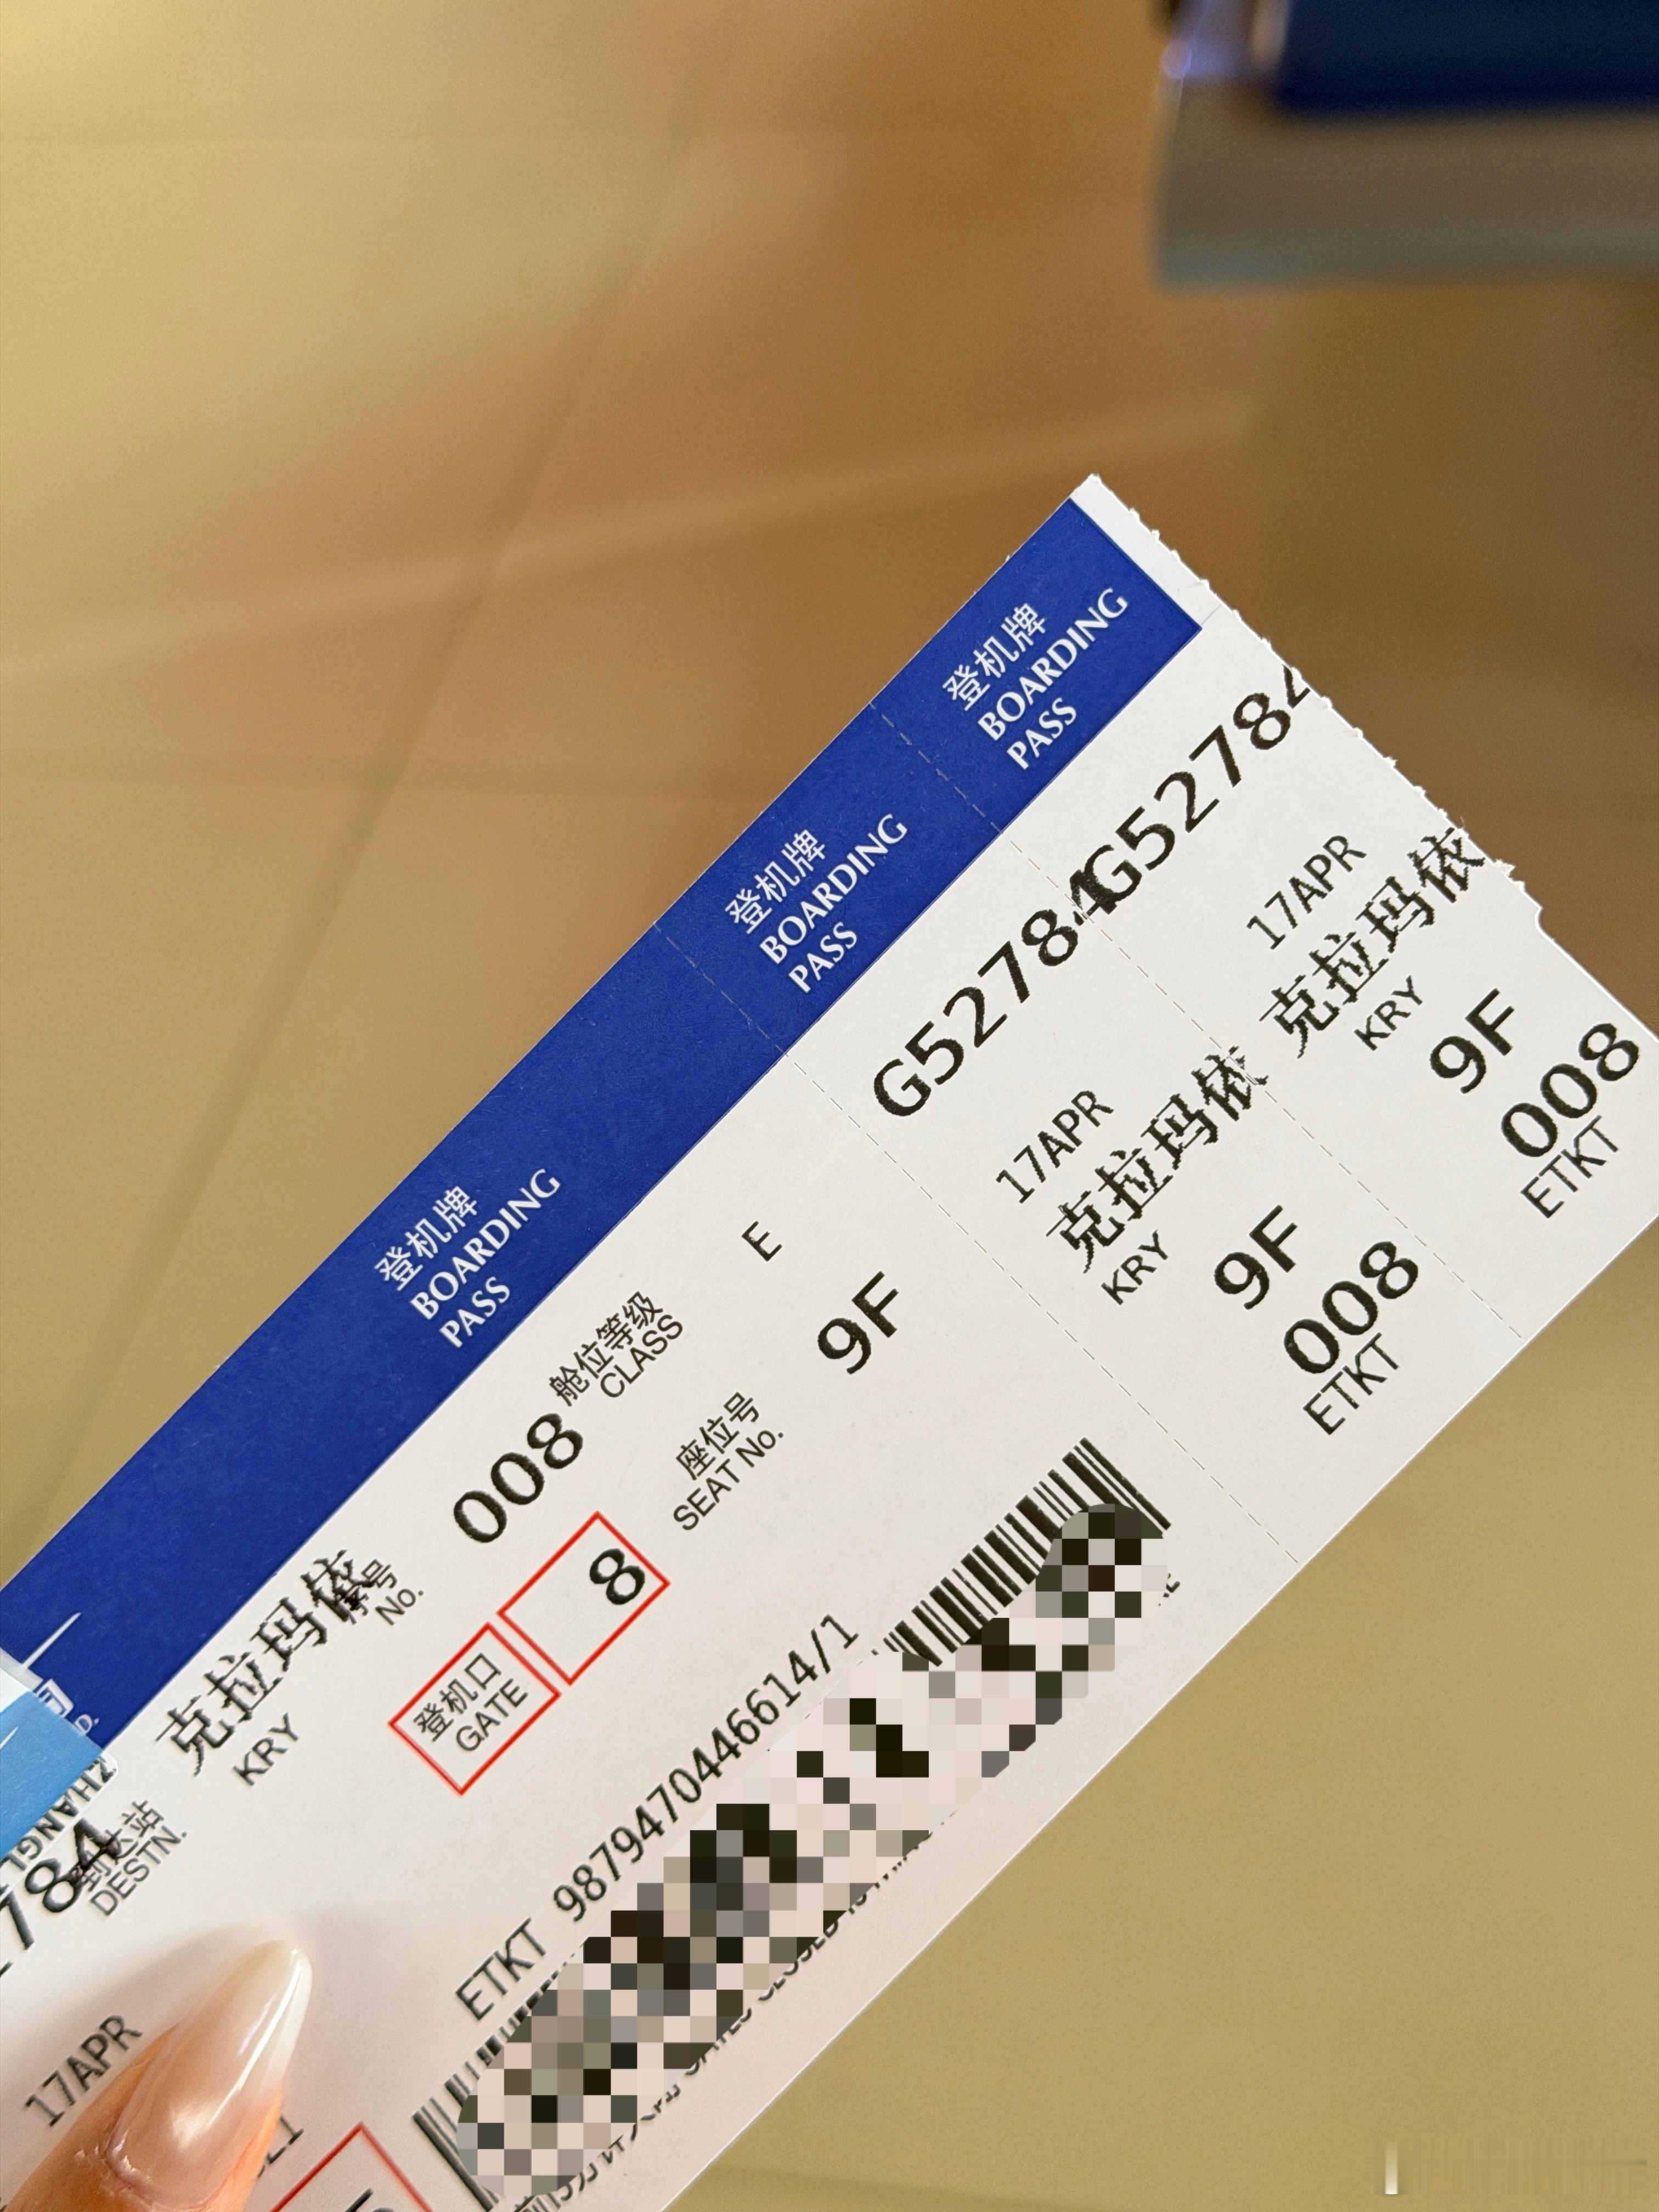 登机牌
BOARDING
PASS
登机牌
BOARDING
PASS
登机牌
BOARDING
PASS
784
到达站
DESTN.
克拉玛依
KRY
17APR
序号
No.
008
舱位等级
CLASS
E
登机口
GATE
8
座位号
SEAT No.
9F
ETKT 9879470446614/1
G52784
17APR
克拉玛依
KRY
9F
008
ETKT
G52784
17APR
克拉玛依
KRY
9F
008
ETKT